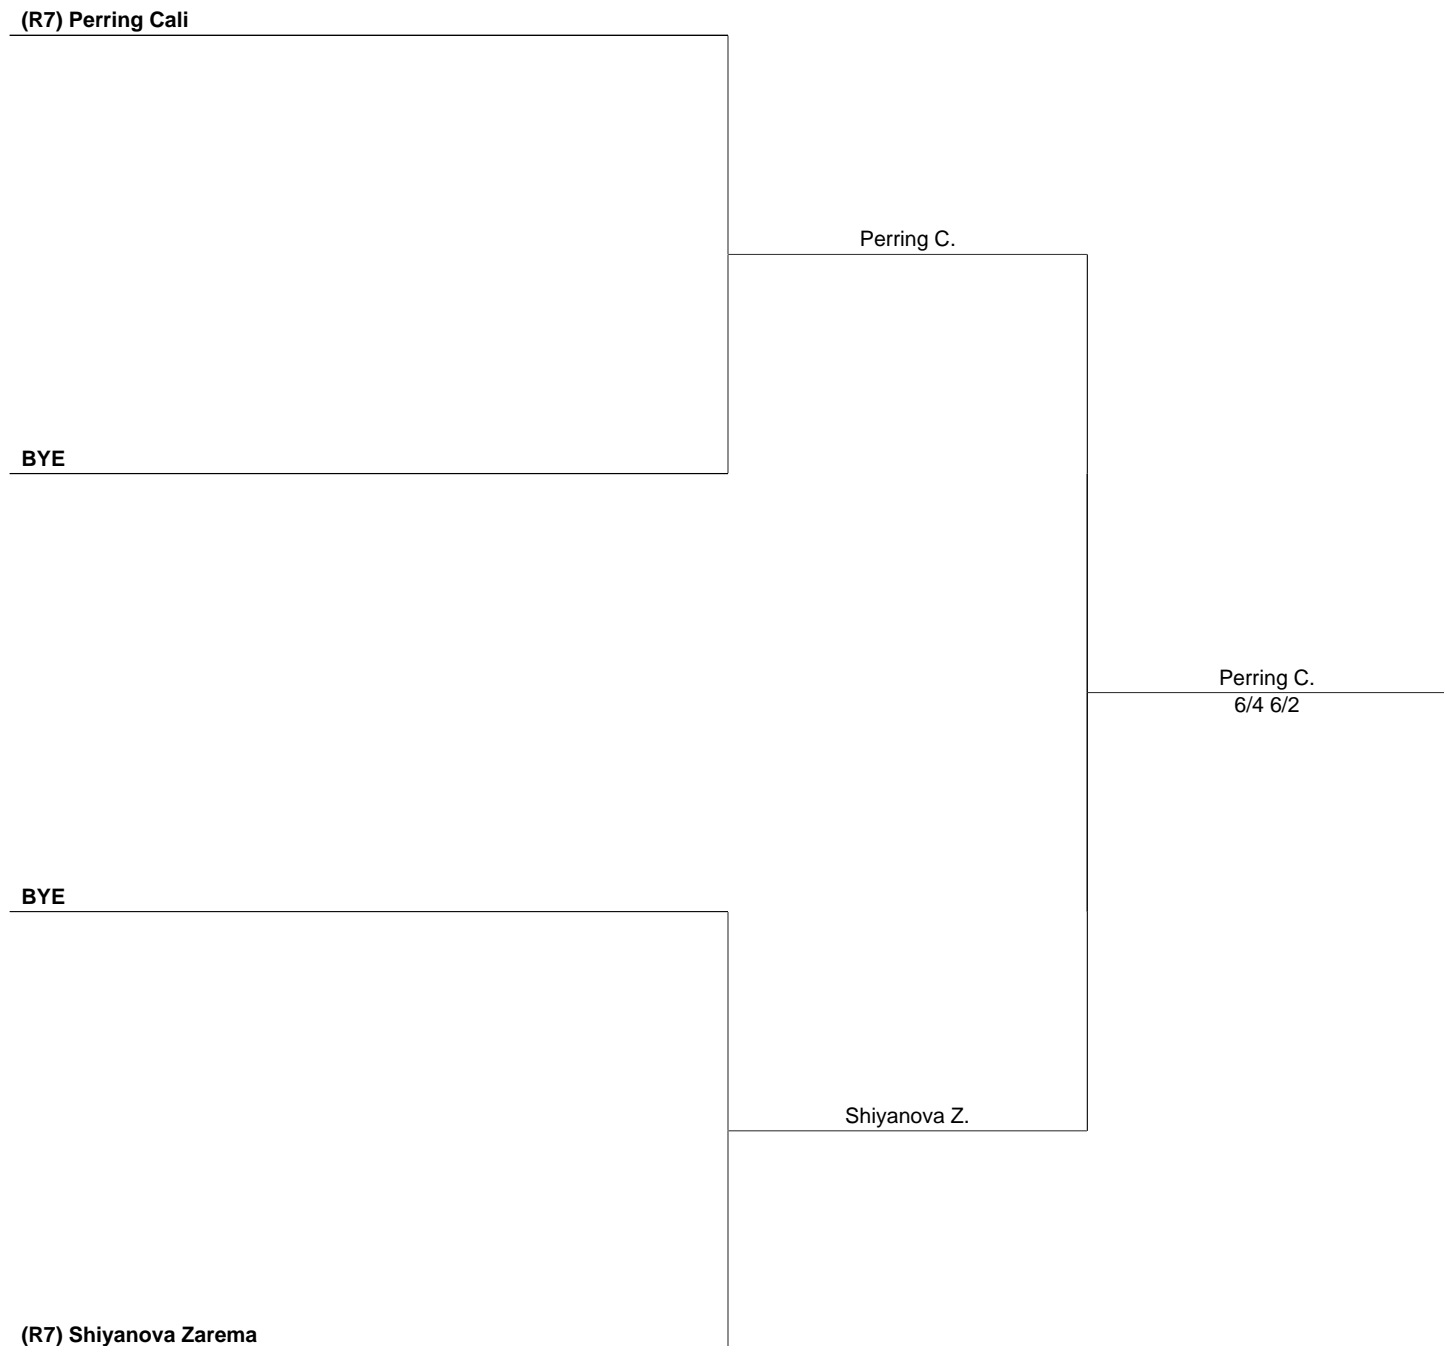 (R7) Perring Cali
Perring C.
BYE
Perring C.
6/4 6/2
BYE
Shiyanova Z.
(R7) Shiyanova Zarema